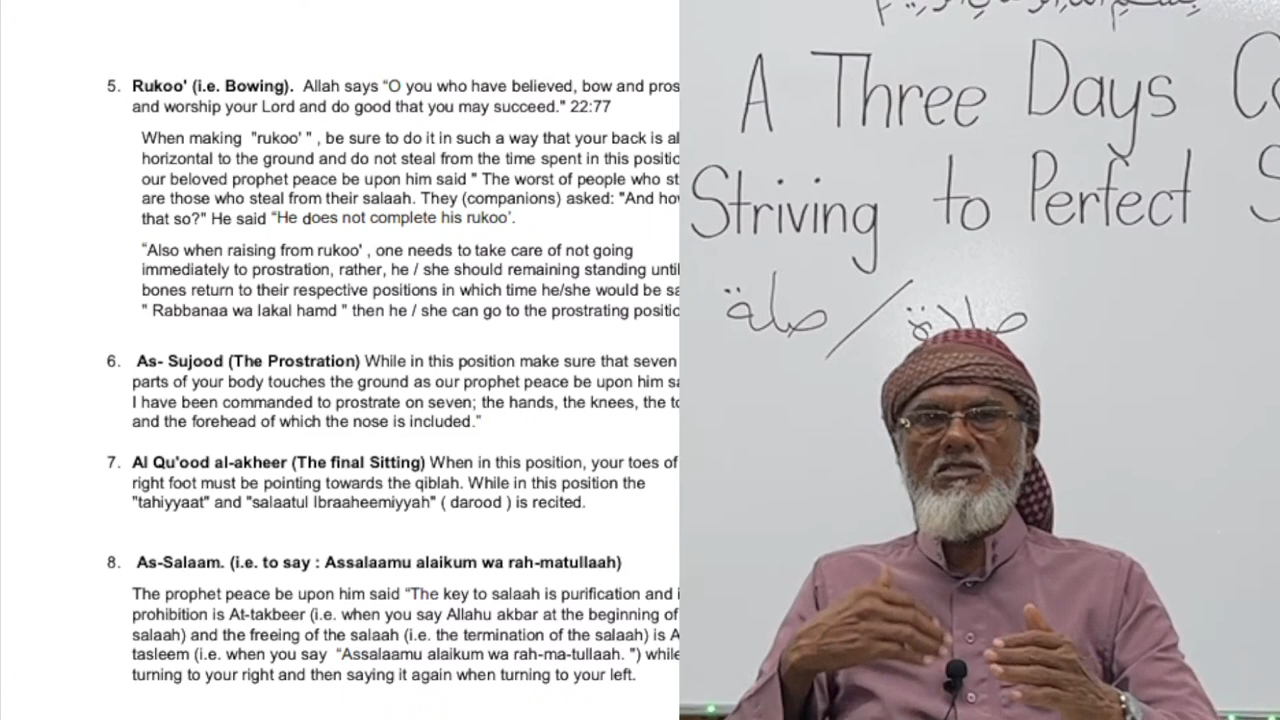 5. Rukoo' (i.e. Bowing). Allah says “O you who have believed, bow and pros
and worship your Lord and do good that you may succeed." 22:77
When making "rukoo' " , be sure to do it in such a way that your back is al
horizontal to the ground and do not steal from the time spent in this positic
our beloved prophet peace be upon him said " The worst of people who st
are those who steal from their salaah. They (companions) asked: "And ho
that so?" He said “He does not complete his rukoo’.
“Also when raising from rukoo' , one needs to take care of not going
immediately to prostration, rather, he / she should remaining standing until
bones return to their respective positions in which time he/she would be sa
" Rabbanaa wa lakal hamd " then he / she can go to the prostrating positic
6. As- Sujood (The Prostration) While in this position make sure that seven
parts of your body touches the ground as our prophet peace be upon him sa
I have been commanded to prostrate on seven; the hands, the knees, the to
and the forehead of which the nose is included.”
7. Al Qu'ood al-akheer (The final Sitting) When in this position, your toes of
right foot must be pointing towards the qiblah. While in this position the
"tahiyyaat" and "salaatul Ibraaheemiyyah" ( darood ) is recited.
8. As-Salaam. (i.e. to say : Assalaamu alaikum wa rah-matullaah)
The prophet peace be upon him said “The key to salaah is purification and i
prohibition is At-takbeer (i.e. when you say Allahu akbar at the beginning of
salaah) and the freeing of the salaah (i.e. the termination of the salaah) is A
tasleem (i.e. when you say “Assalaamu alaikum wa rah-ma-tullaah. ") while
turning to your right and then saying it again when turning to your left.
A Three Days Co
Striving to Perfect S
صلاة / صلة